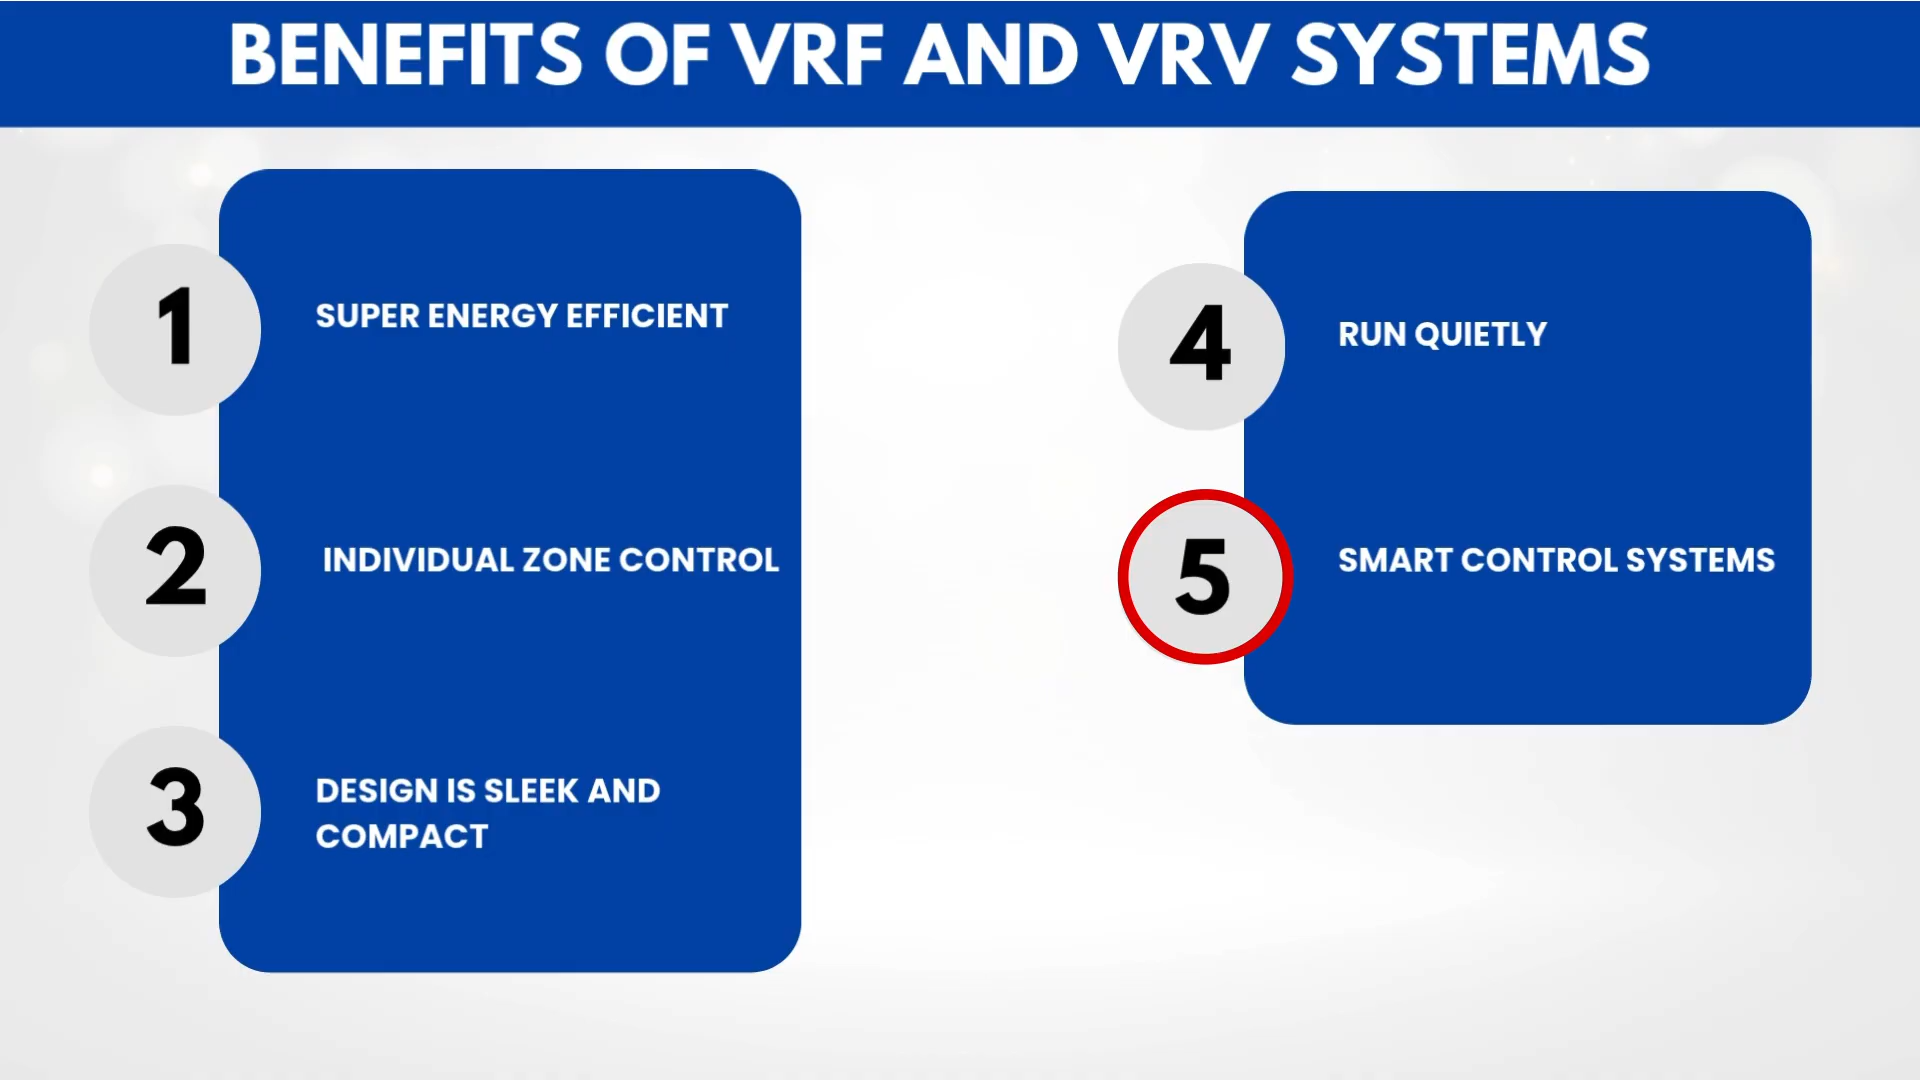 BENEFITS OF VRF AND VRV SYSTEMS
1
SUPER ENERGY EFFICIENT
2
INDIVIDUAL ZONE CONTROL
3
DESIGN IS SLEEK AND
COMPACT
4
RUN QUIETLY
5
SMART CONTROL SYSTEMS